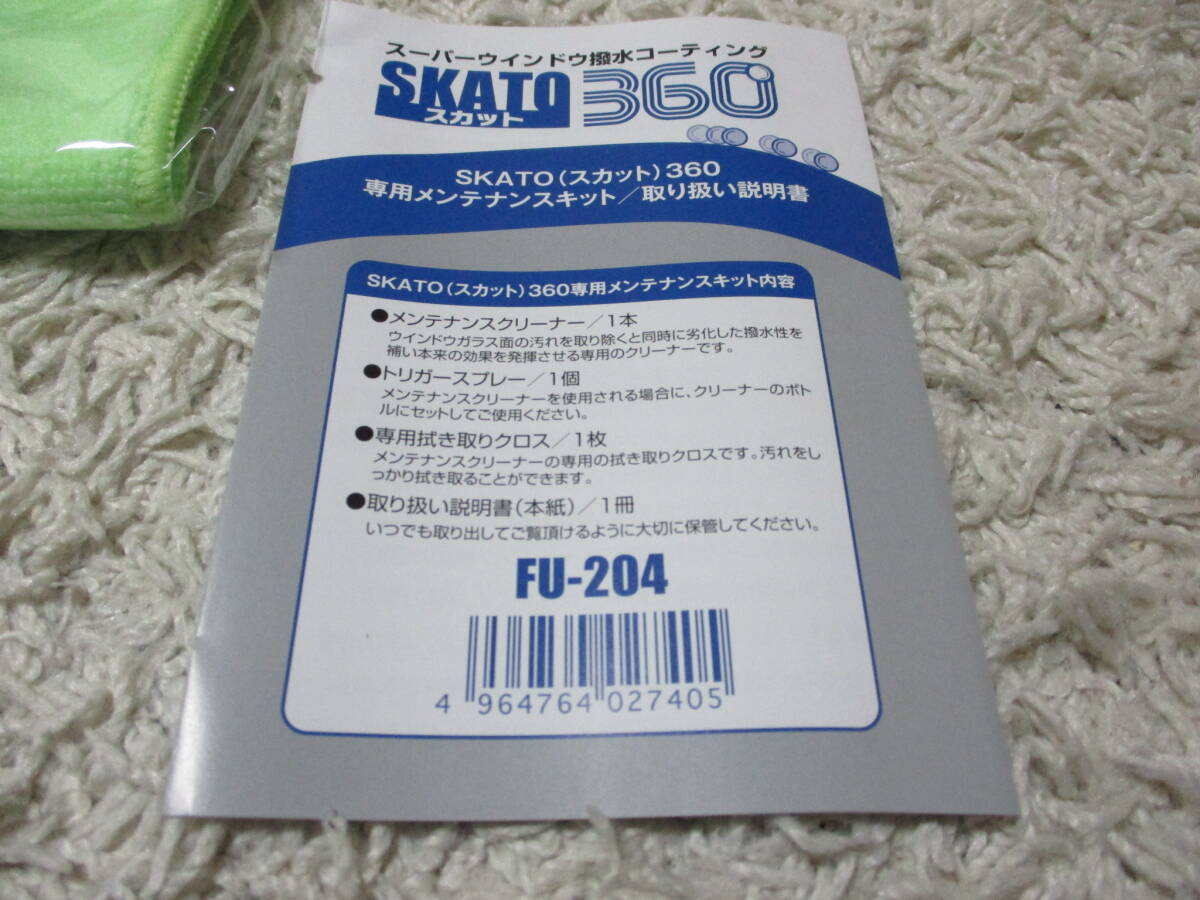 スーパーウインドウ撥水コーティング
SKATO 360
スカット
SKATO(スカット)360
専用メンテナンスキット/取り扱い説明書
SKATO(スカット)360専用メンテナンスキット内容
●メンテナンスクリーナー/1本
ウインドウガラス面の汚れを取り除くと同時に劣化した撥水性を
補い本来の効果を発揮させる専用のクリーナーです。
●トリガースプレー/1個
メンテナンスクリーナーを使用される場合に、クリーナーのボト
ルにセットしてご使用ください。
●専用拭き取りクロス/1枚
メンテナンスクリーナーの専用の拭き取りクロスです。汚れをし
っかり拭き取ることができます。
●取り扱い説明書(本紙)/1冊
いつでも取り出してご覧頂けるように大切に保管してください。
FU-204
4 964764 027405